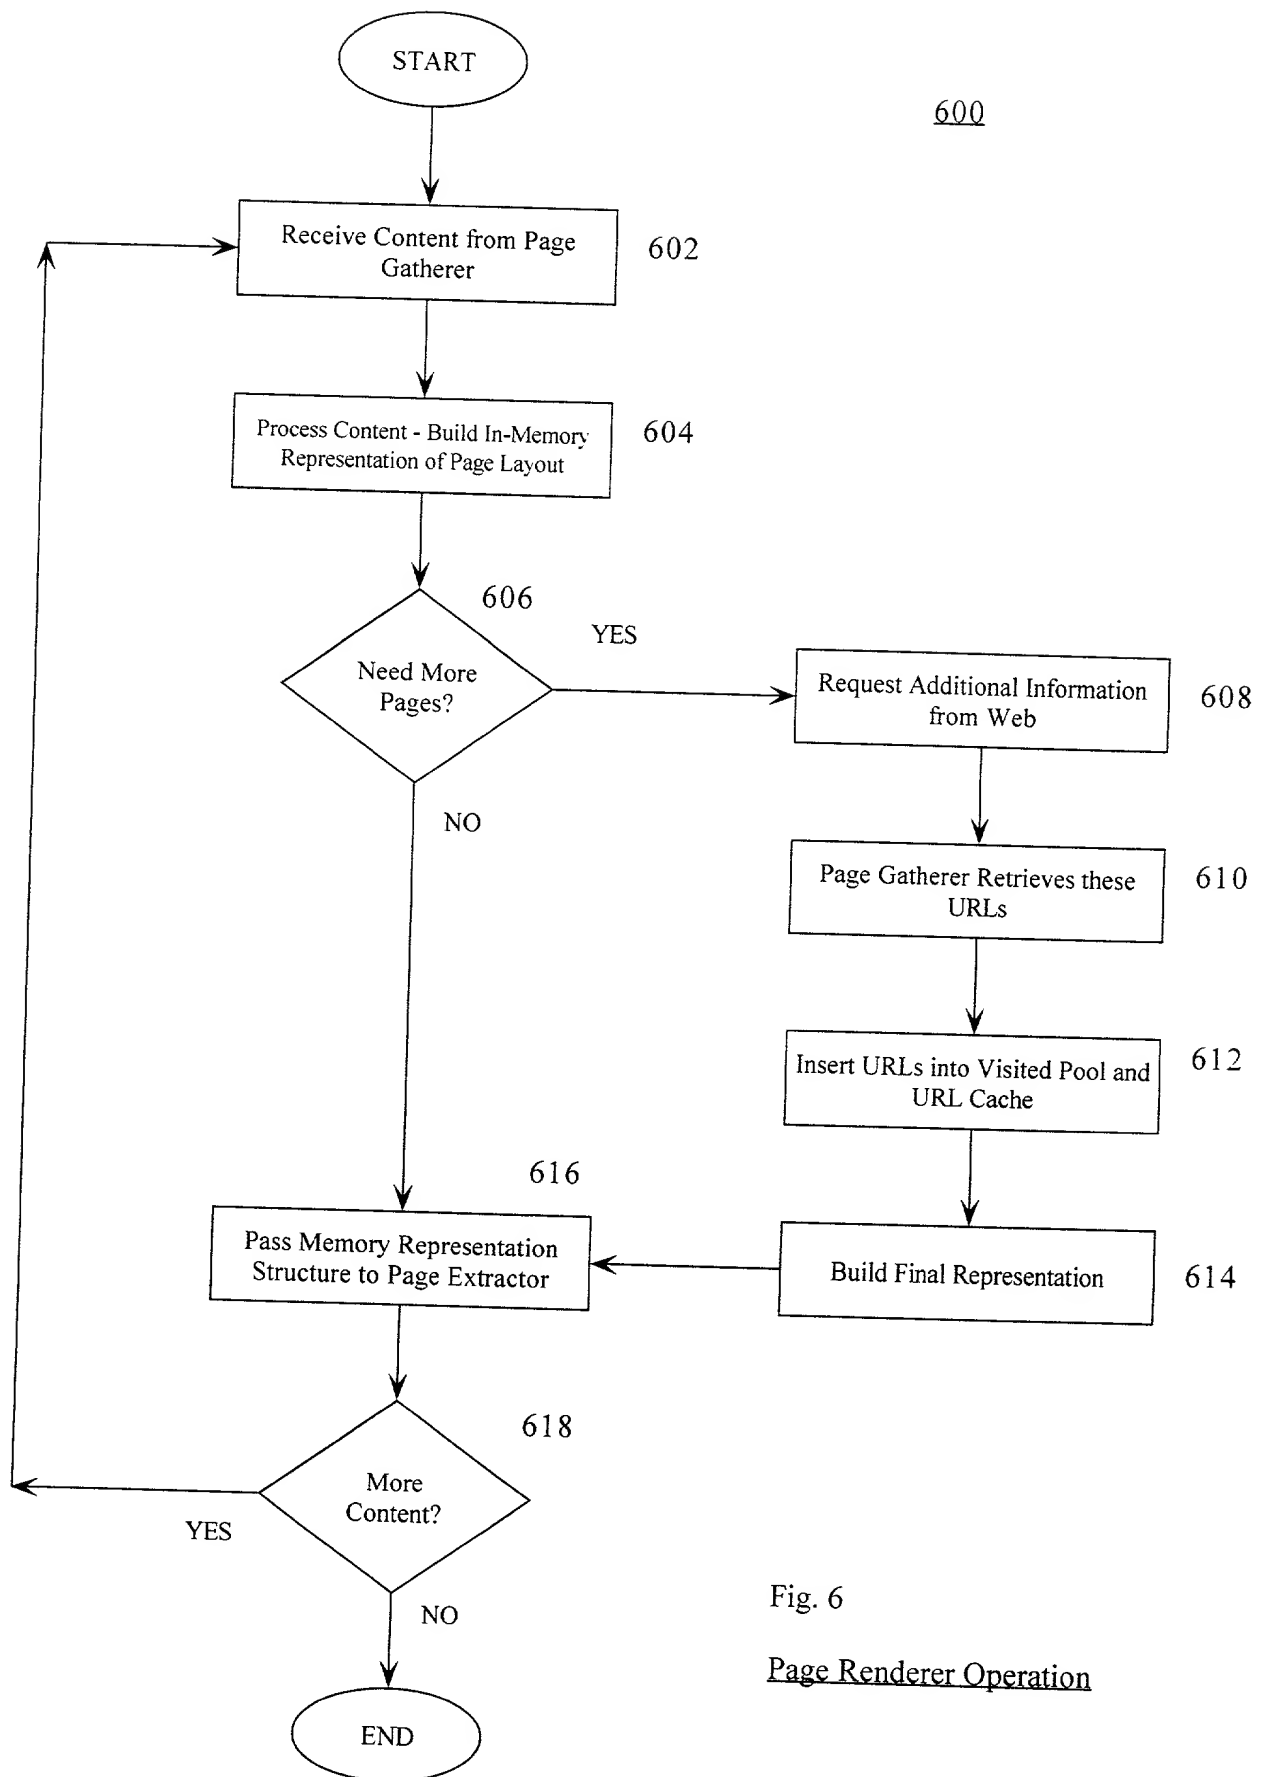 START
600
Receive Content from Page
Gatherer
602
Process Content - Build In-Memory
Representation of Page Layout
604
606
Need More
Pages?
YES
NO
Request Additional Information
from Web
608
Page Gatherer Retrieves these
URLs
610
Insert URLs into Visited Pool and
URL Cache
612
Build Final Representation
614
616
Pass Memory Representation
Structure to Page Extractor
618
More
Content?
YES
NO
END
Fig. 6
Page Renderer Operation